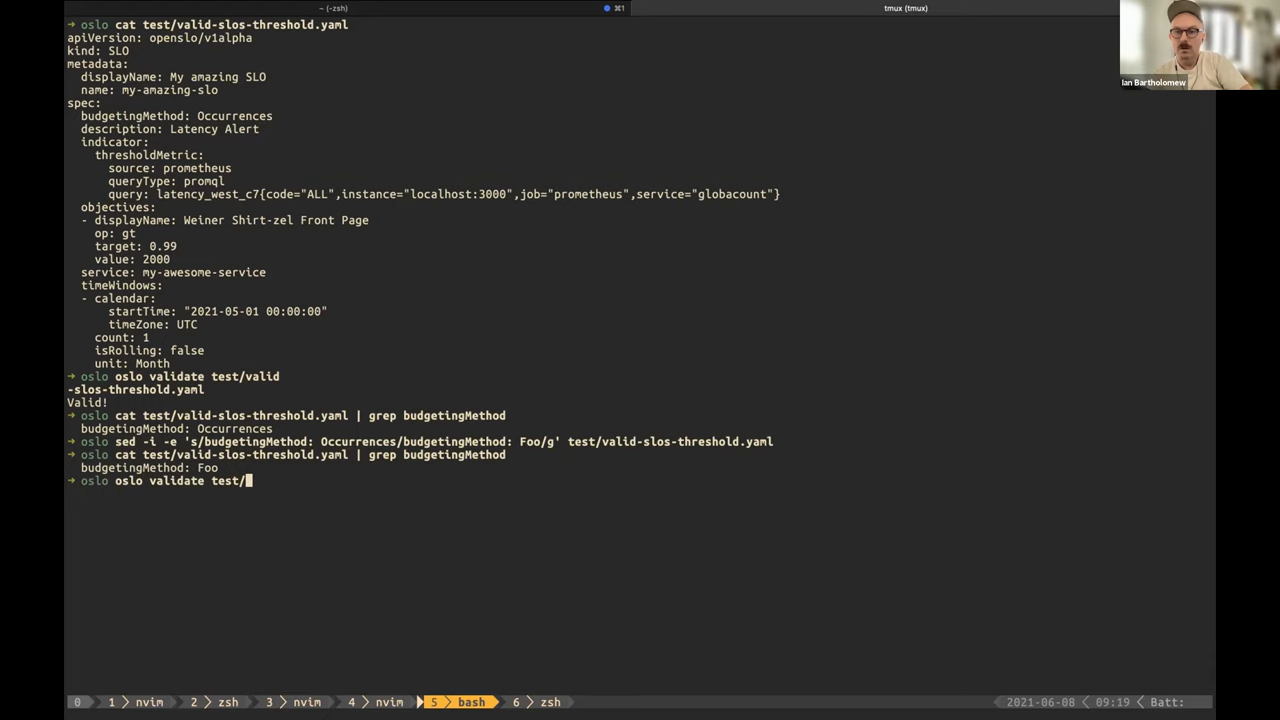 ~ (-zsh)
⌘1
tmux (tmux)
→ oslo cat test/valid-slos-threshold.yaml
apiVersion: openslo/v1alpha
kind: SLO
metadata:
  displayName: My amazing SLO
  name: my-amazing-slo
spec:
  budgetingMethod: Occurrences
  description: Latency Alert
  indicator:
    thresholdMetric:
      source: prometheus
      queryType: promql
      query: latency_west_c7{code="ALL",instance="localhost:3000",job="prometheus",service="globacount"}
  objectives:
  - displayName: Weiner Shirt-zel Front Page
    op: gt
    target: 0.99
    value: 2000
  service: my-awesome-service
  timeWindows:
  - calendar:
      startTime: "2021-05-01 00:00:00"
      timeZone: UTC
    count: 1
    isRolling: false
    unit: Month
→ oslo oslo validate test/valid
-slos-threshold.yaml
Valid!
→ oslo cat test/valid-slos-threshold.yaml | grep budgetingMethod
  budgetingMethod: Occurrences
→ oslo sed -i -e 's/budgetingMethod: Occurrences/budgetingMethod: Foo/g' test/valid-slos-threshold.yaml
→ oslo cat test/valid-slos-threshold.yaml | grep budgetingMethod
  budgetingMethod: Foo
→ oslo oslo validate test/
Ian Bartholomew
0 1 nvim 2 zsh 3 nvim 4 nvim 5 bash 6 zsh 2021-06-08 09:19 Batt: